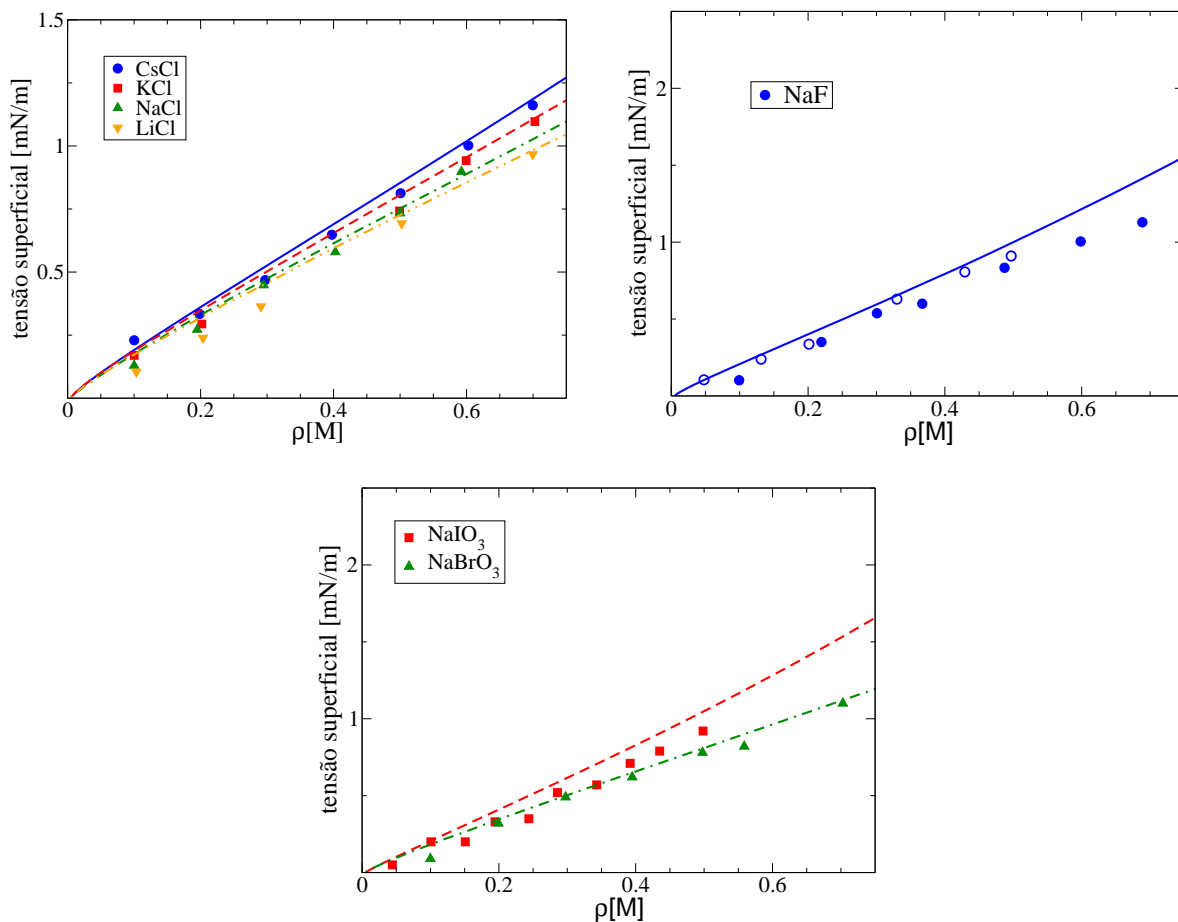 1.5
1
0.5
0
0.2
0.4
0.6
tensão superficial [mN/m]
ρ[M]
CsCl
KCl
NaCl
LiCl
2
1
0
0.2
0.4
0.6
tensão superficial [mN/m]
ρ[M]
NaF
2
1
0
0.2
0.4
0.6
tensão superficial [mN/m]
ρ[M]
NaIO₃
NaBrO₃